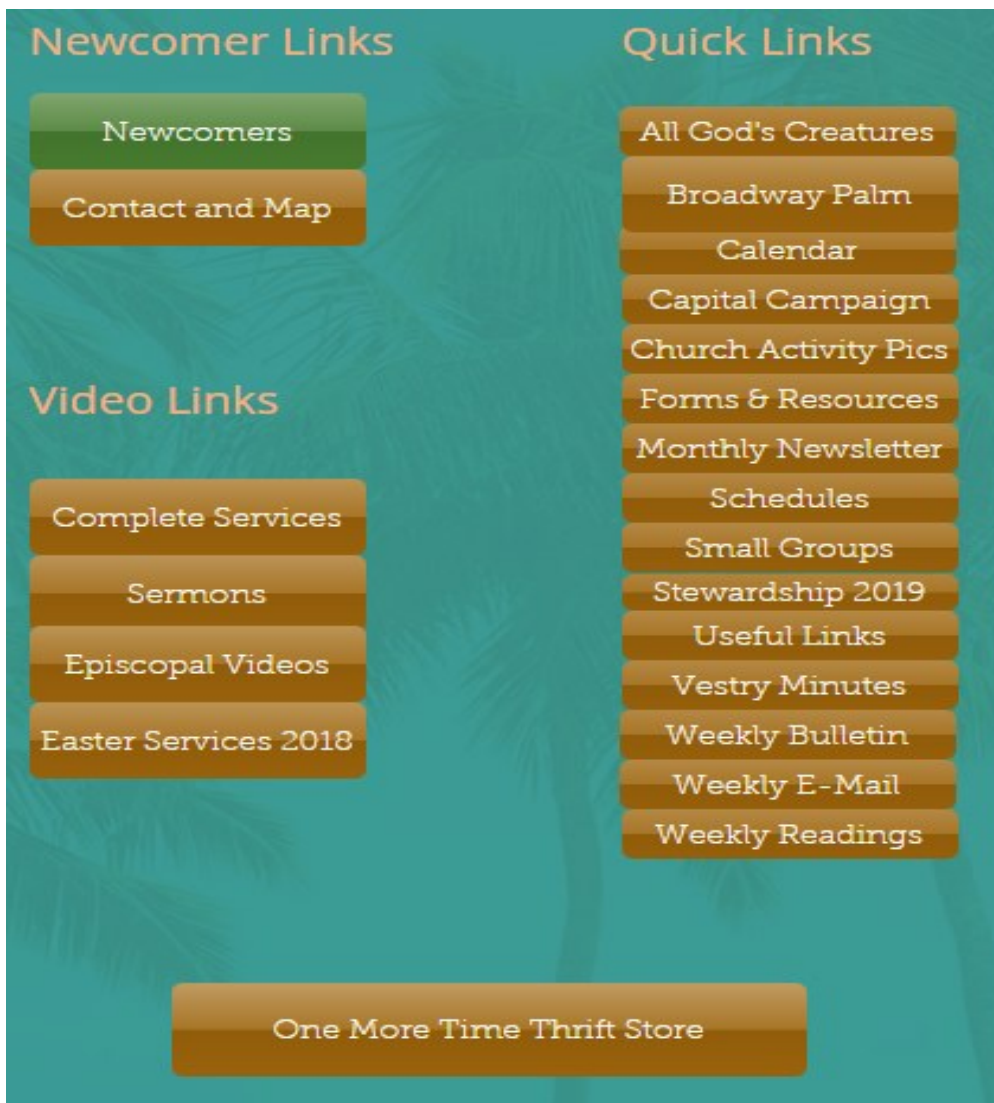 Newcomer Links
Newcomers
Contact and Map
Video Links
Complete Services
Sermons
Episcopal Videos
Easter Services 2018
Quick Links
All God's Creatures
Broadway Palm
Calendar
Capital Campaign
Church Activity Pics
Forms & Resources
Monthly Newsletter
Schedules
Small Groups
Stewardship 2019
Useful Links
Vestry Minutes
Weekly Bulletin
Weekly E-Mail
Weekly Readings
One More Time Thrift Store